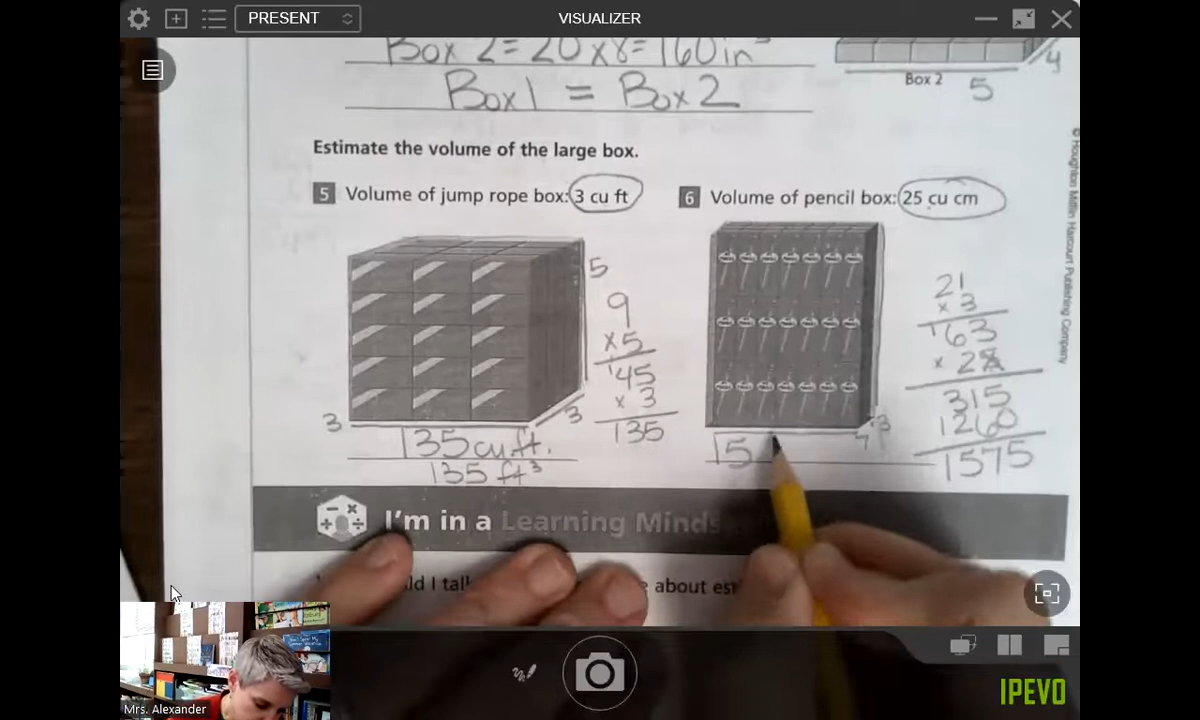 PRESENT
VISUALIZER
Box 2 = 20 x 8 = 160 in³
4
Box 2
5
Box 1 = Box 2
Estimate the volume of the large box.
5 Volume of jump rope box: 3 cu ft
6 Volume of pencil box: 25 cu cm
5
9
x 5
45
x 3
135
3
3
135 cu ft.
135 ft³
21
x 3
63
x 25
315
1260
1575
7
3
15
© Houghton Mifflin Harcourt Publishing Company
I'm in a Learning Minds
about est
Mrs. Alexander
IPEVO